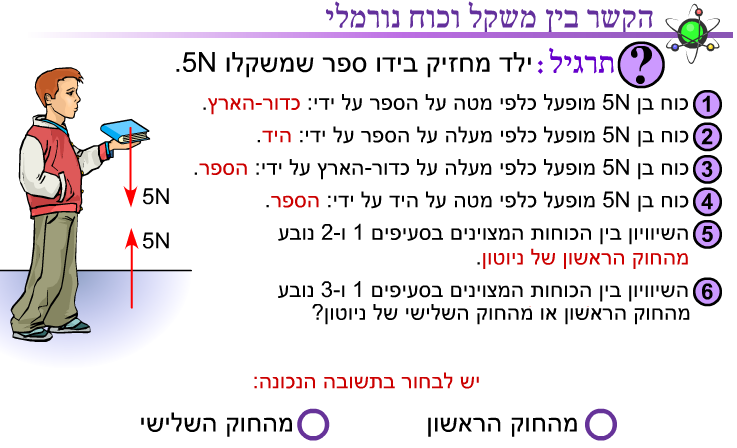 הקשר בין משקל וכוח נורמלי
? תרגיל: ילד מחזיק בידו ספר שמשקלו 5N.
1 כוח בן 5N מופעל כלפי מטה על הספר על ידי: כדור-הארץ.
2 כוח בן 5N מופעל כלפי מעלה על הספר על ידי: היד.
3 כוח בן 5N מופעל כלפי מעלה על כדור-הארץ על ידי: הספר.
4 כוח בן 5N מופעל כלפי מטה על היד על ידי: הספר.
5 השיוויון בין הכוחות המצוינים בסעיפים 1 ו-2 נובע
מהחוק הראשון של ניוטון.
6 השיוויון בין הכוחות המצוינים בסעיפים 1 ו-3 נובע
מהחוק הראשון או מהחוק השלישי של ניוטון?
5N
5N
יש לבחור בתשובה הנכונה:
מהחוק הראשון
מהחוק השלישי